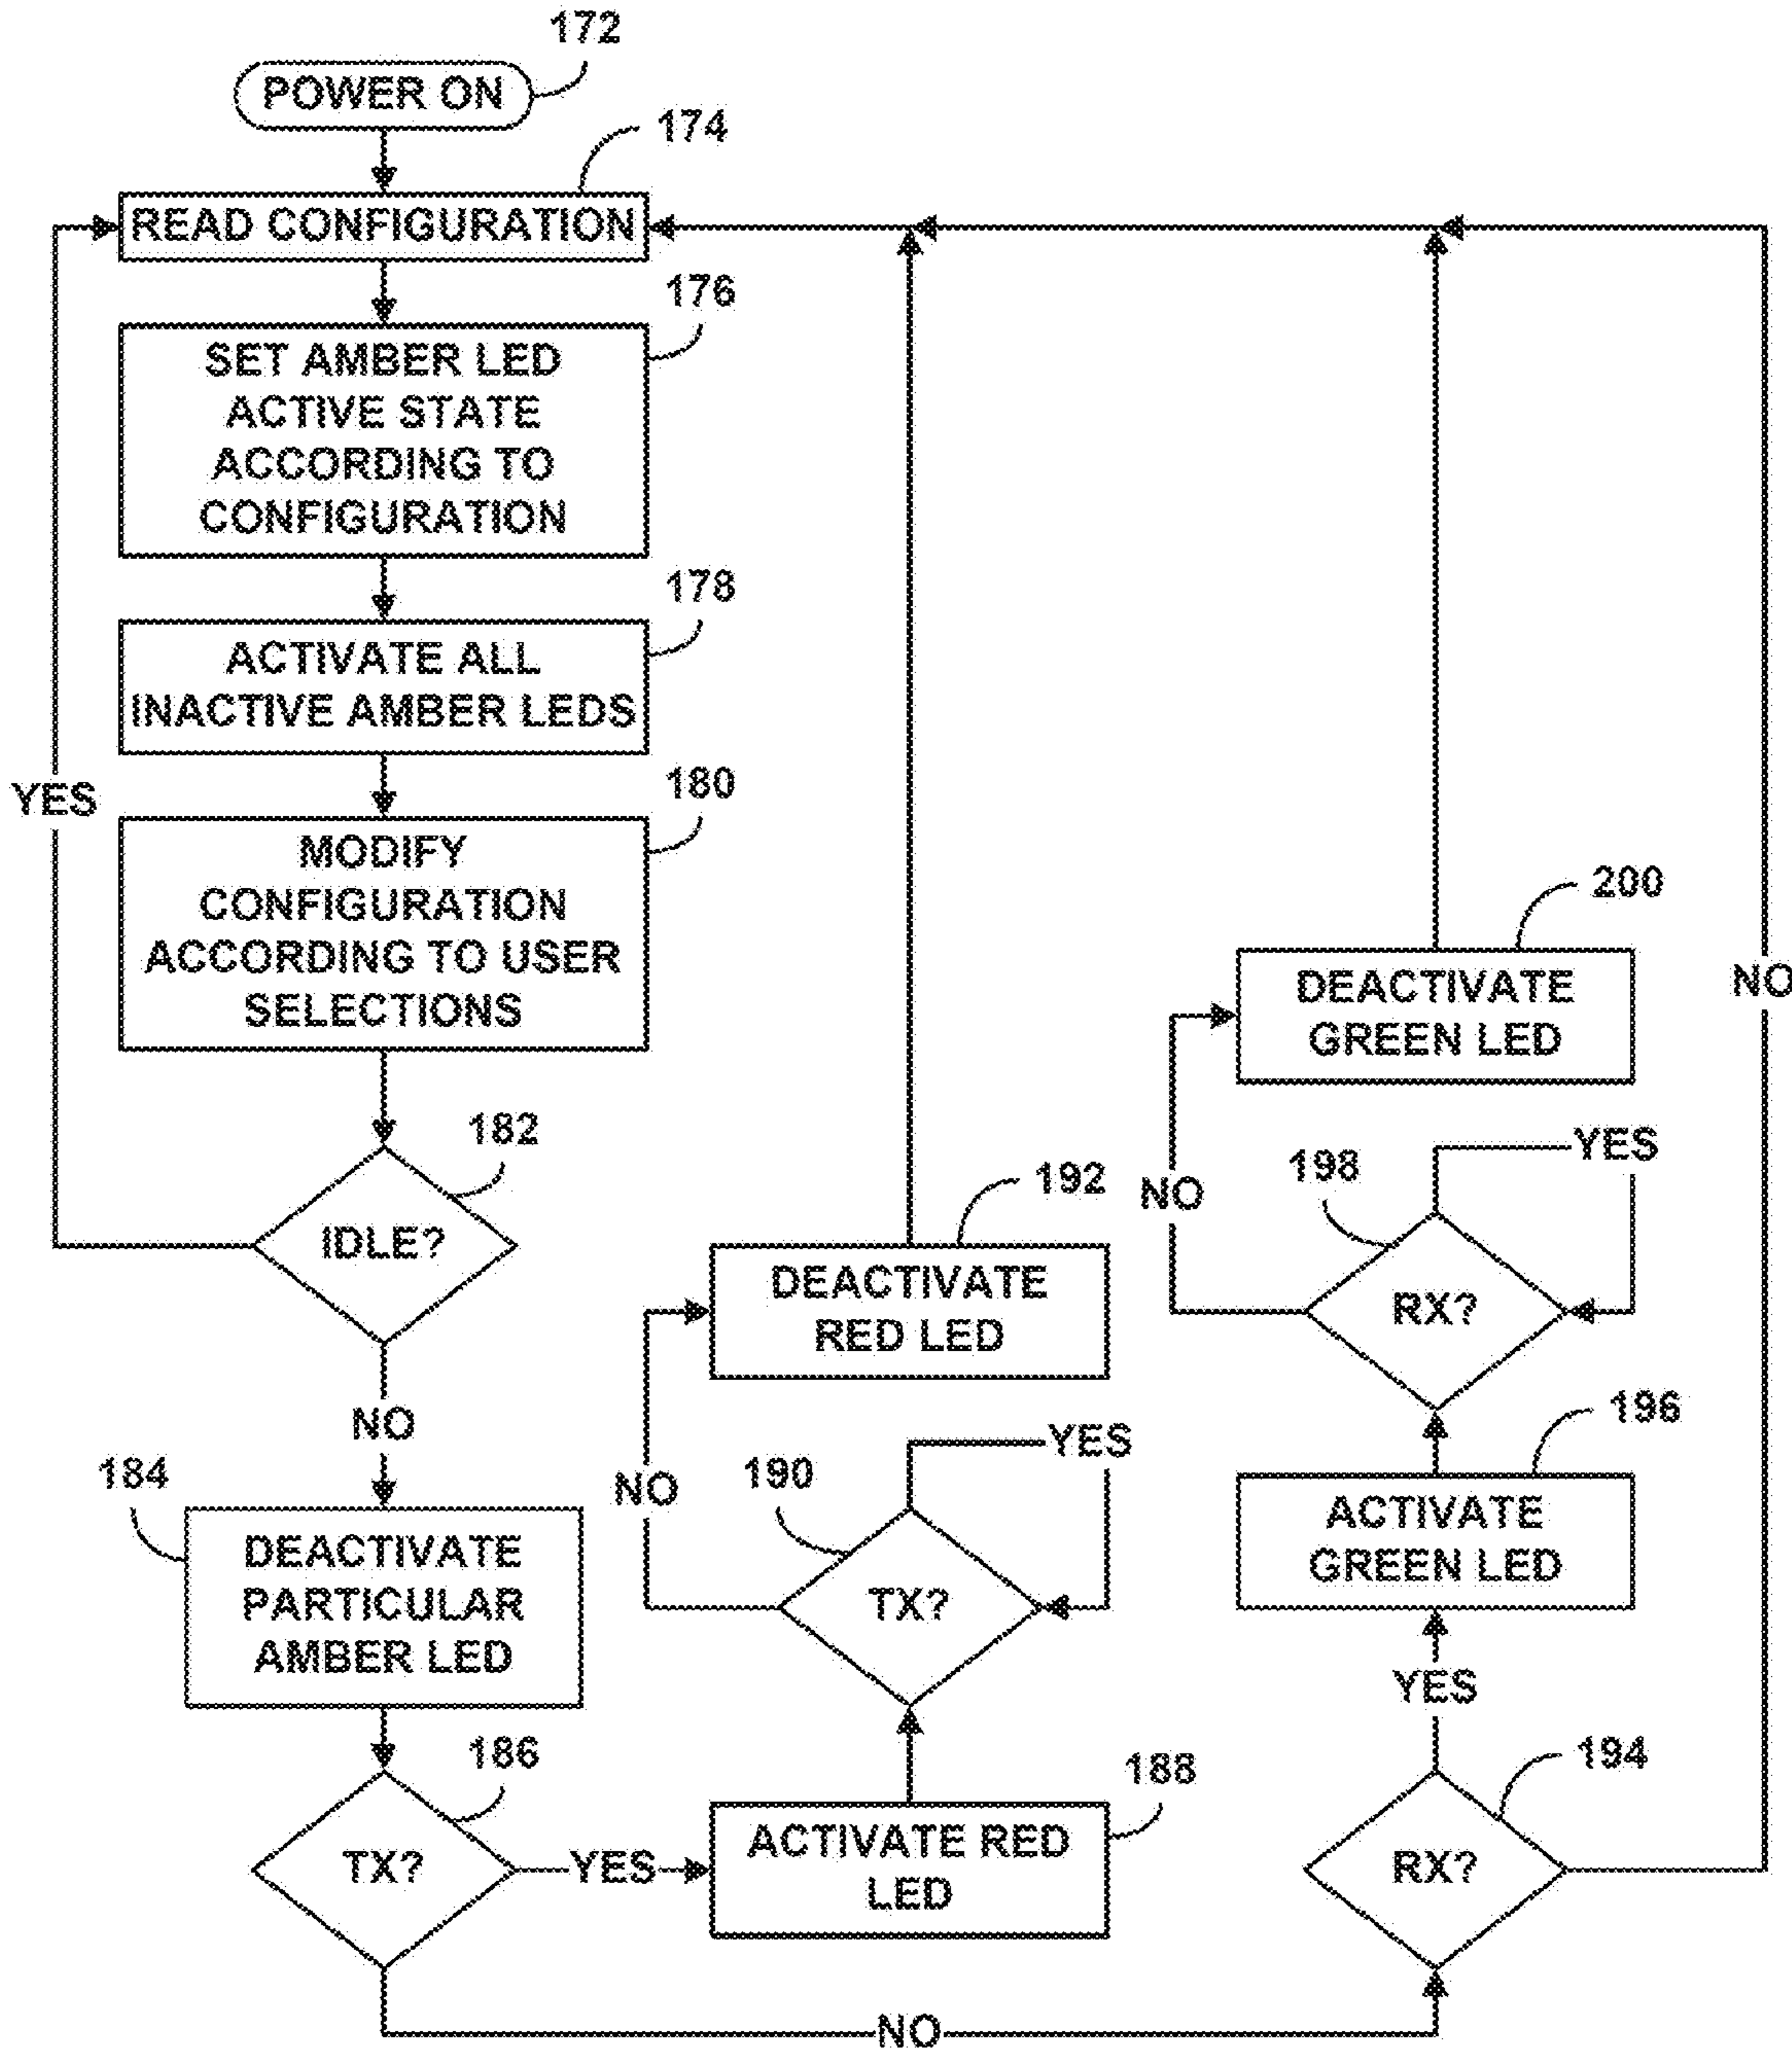 172
POWER ON
174
READ CONFIGURATION
176
SET AMBER LED
ACTIVE STATE
ACCORDING TO
CONFIGURATION
178
ACTIVATE ALL
INACTIVE AMBER LEDS
YES
180
MODIFY
CONFIGURATION
ACCORDING TO USER
SELECTIONS
182
IDLE?
NO
184
DEACTIVATE
PARTICULAR
AMBER LED
186
TX?
YES
188
ACTIVATE RED
LED
190
TX?
YES
NO
192
DEACTIVATE
RED LED
NO
194
RX?
YES
NO
196
ACTIVATE
GREEN LED
198
RX?
YES
NO
200
DEACTIVATE
GREEN LED